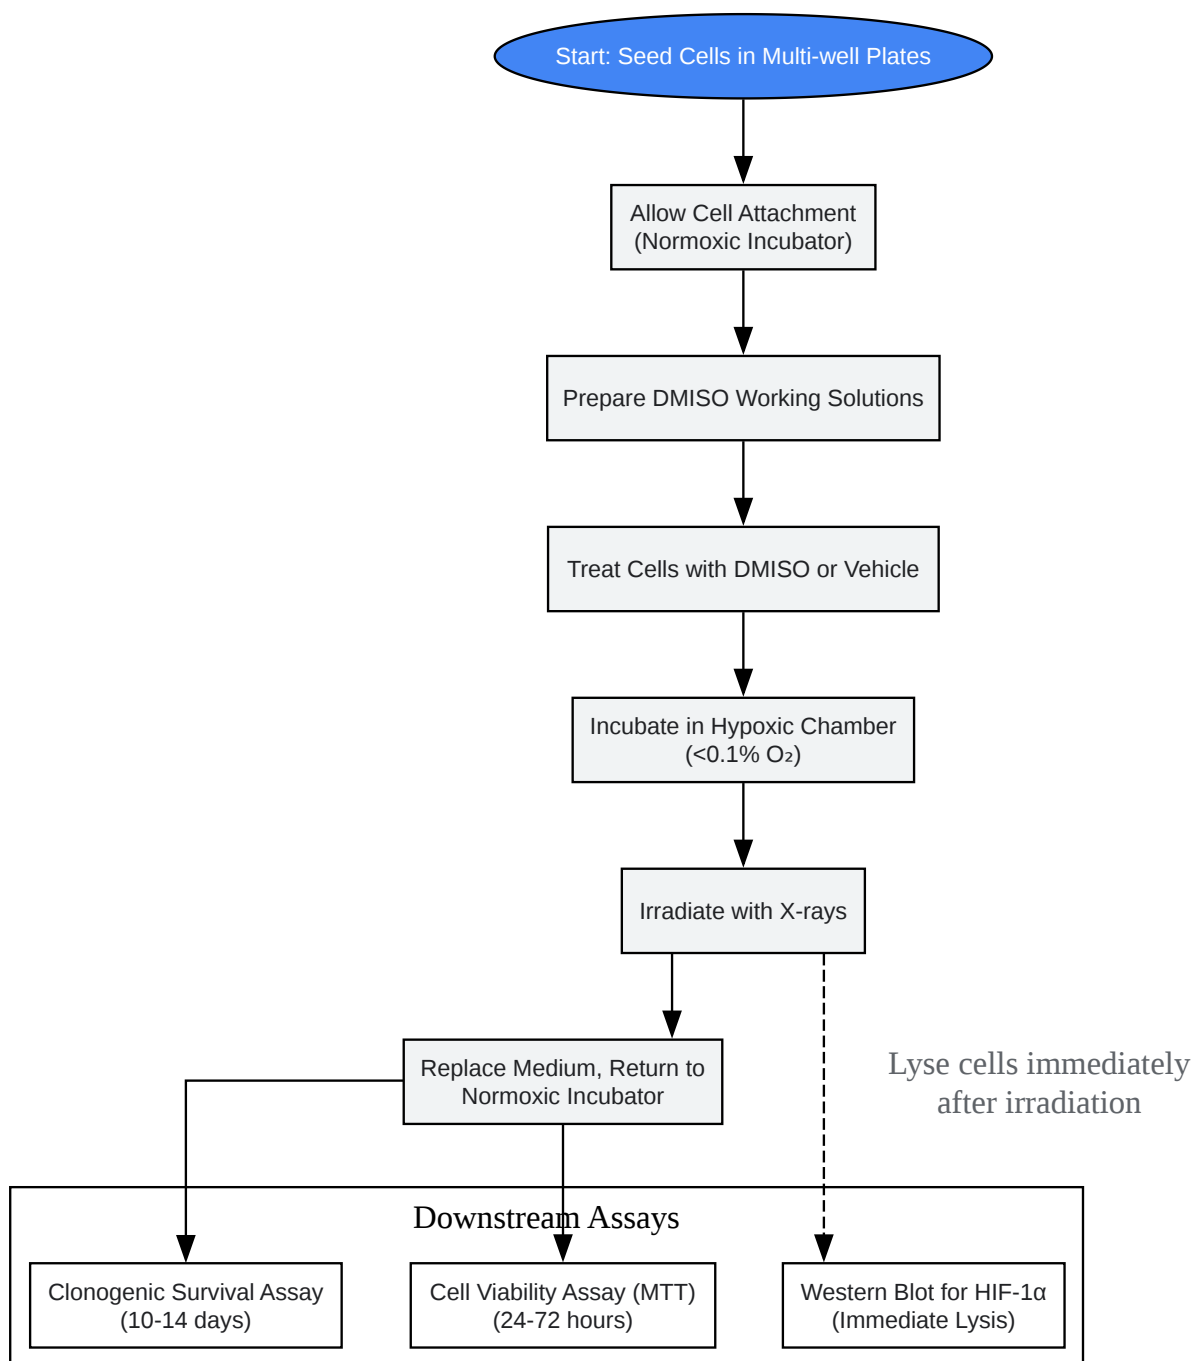 Start: Seed Cells in Multi-well Plates
Allow Cell Attachment
(Normoxic Incubator)
Prepare DMISO Working Solutions
Treat Cells with DMISO or Vehicle
Incubate in Hypoxic Chamber
(<0.1% O₂)
Irradiate with X-rays
Replace Medium, Return to
Normoxic Incubator
Lyse cells immediately
after irradiation
Downstream Assays
Clonogenic Survival Assay
(10-14 days)
Cell Viability Assay (MTT)
(24-72 hours)
Western Blot for HIF-1α
(Immediate Lysis)